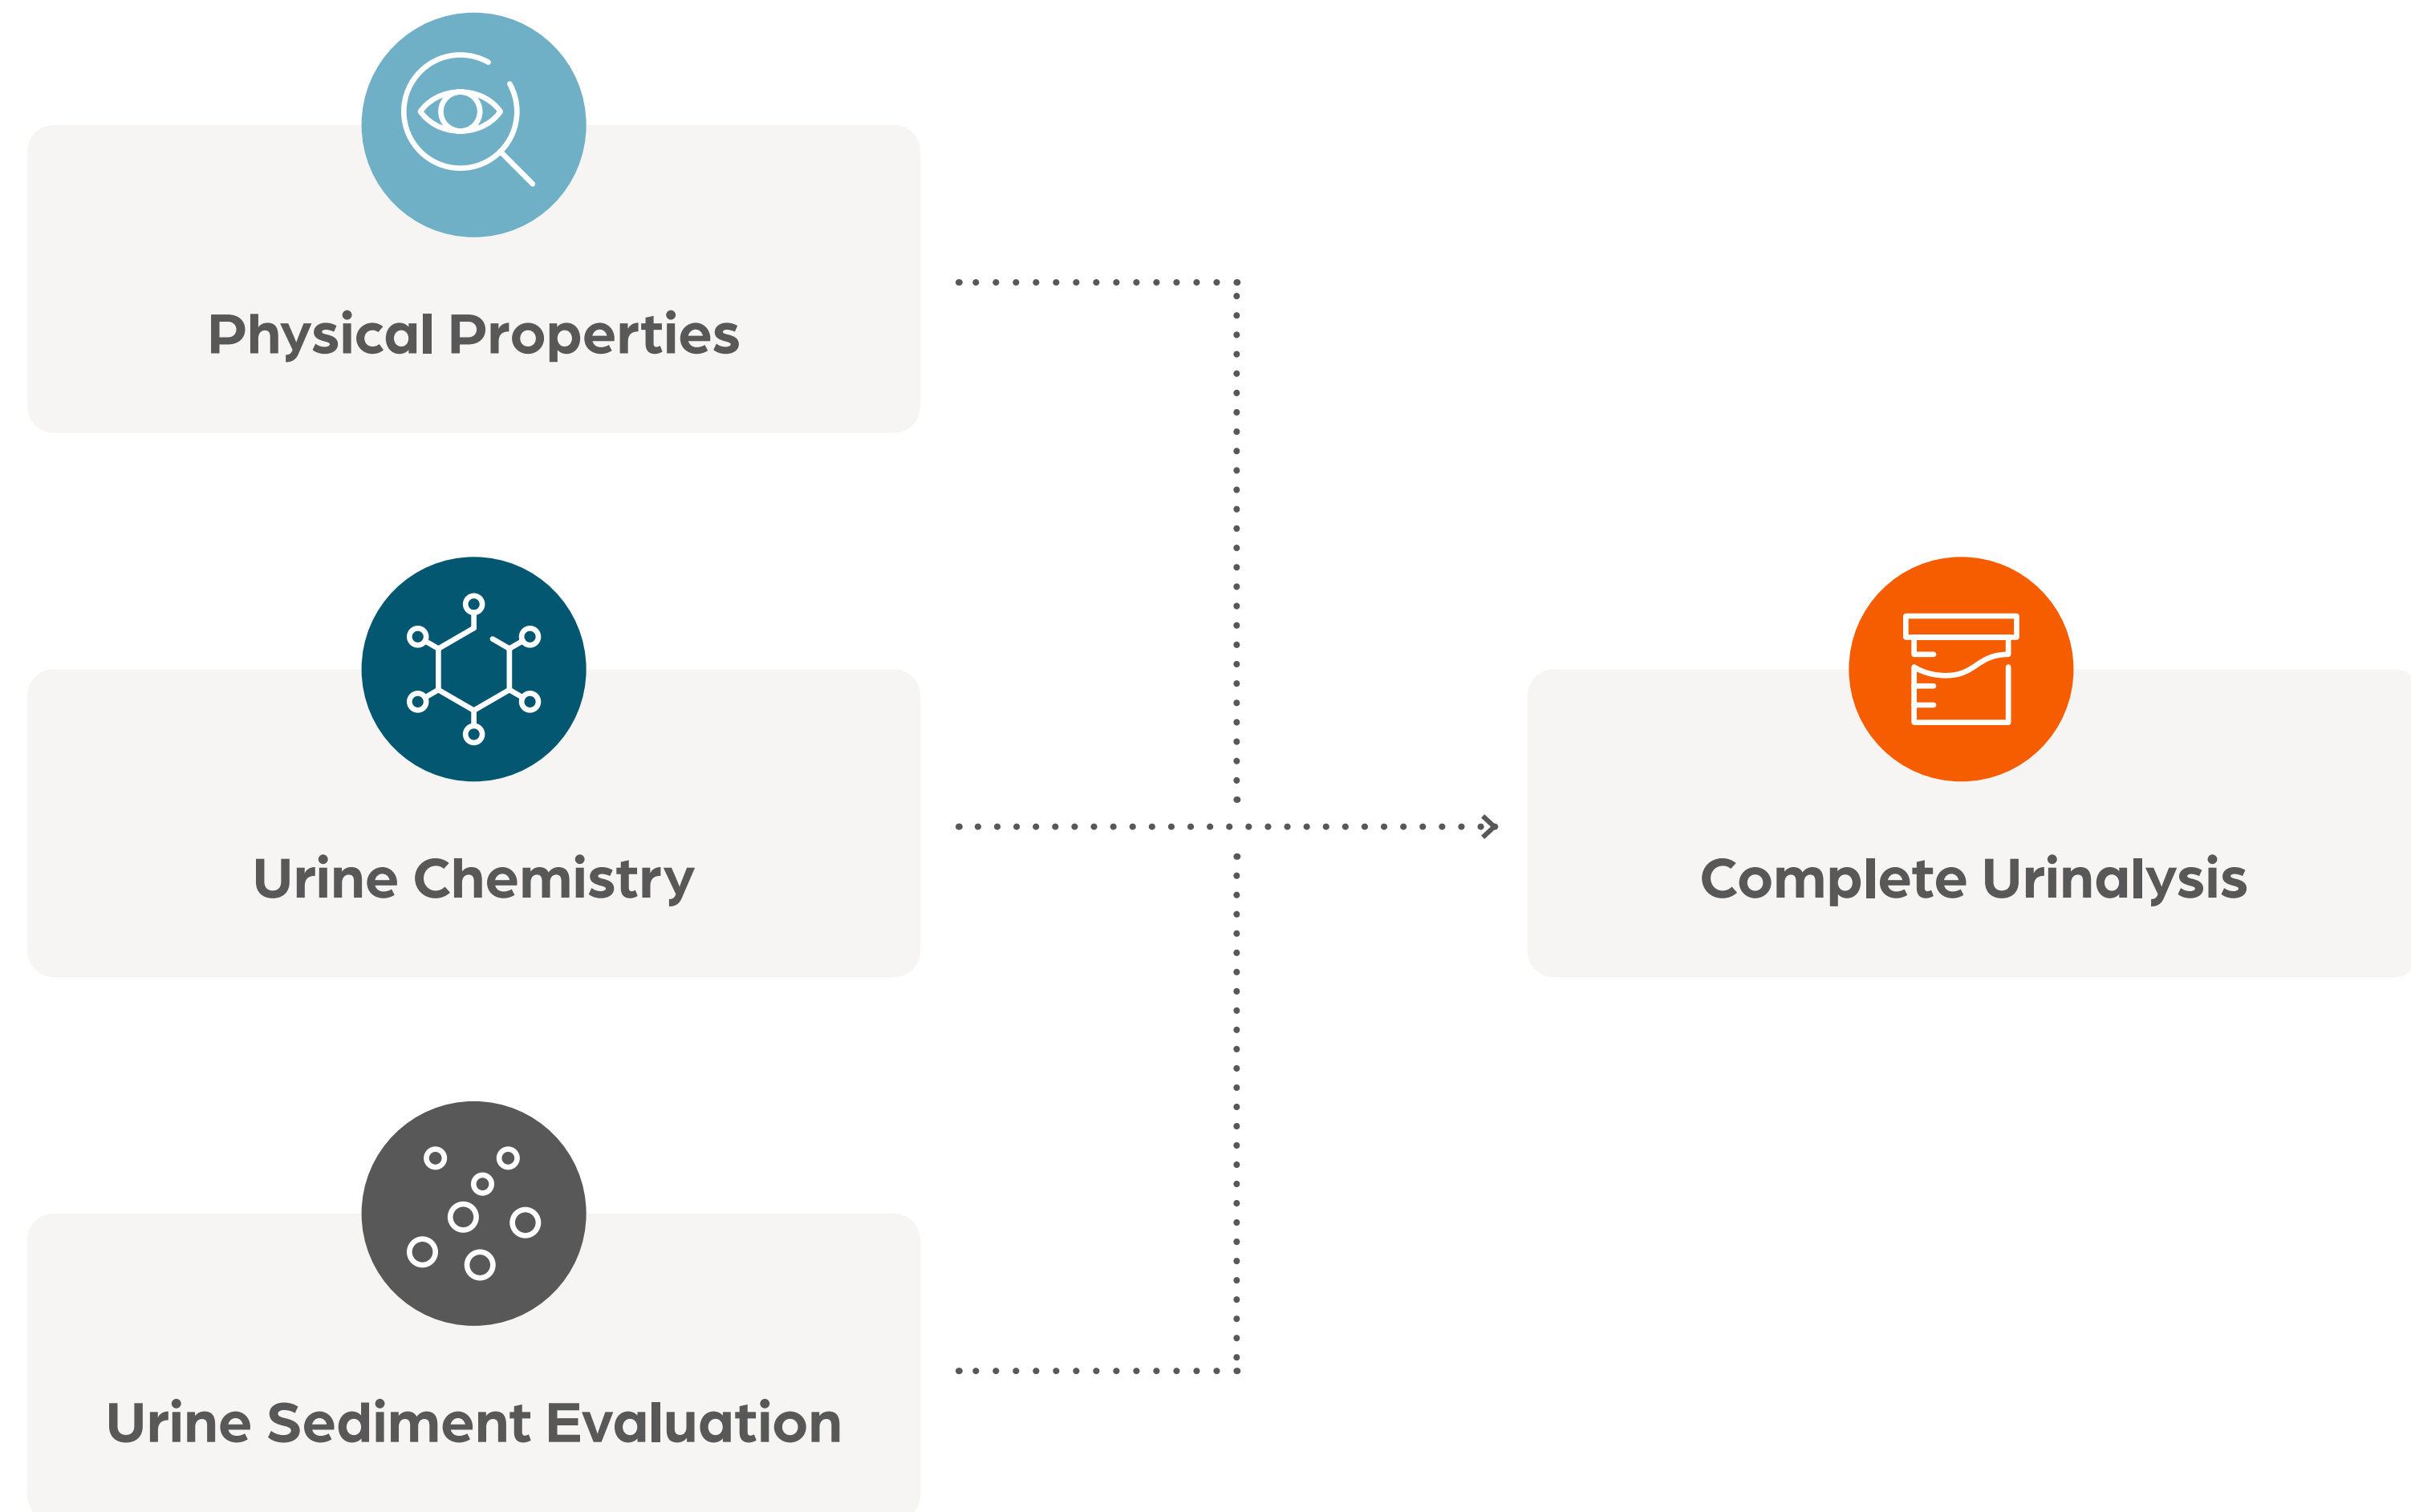 Physical Properties
Urine Chemistry
Complete Urinalysis
Urine Sediment Evaluation